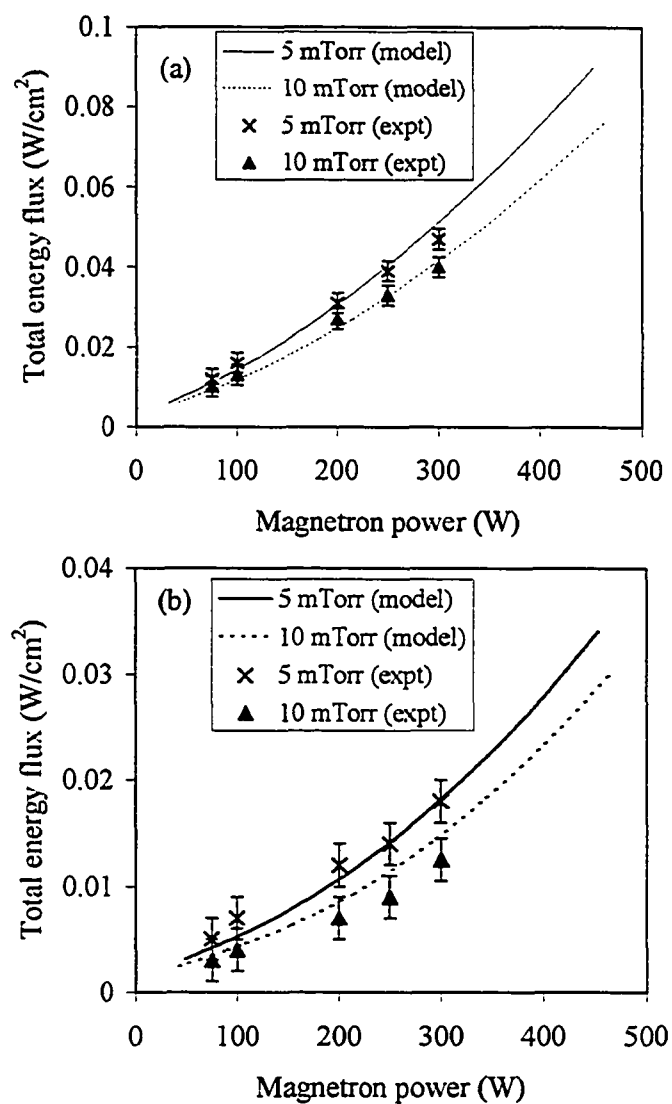 0.1
0.08
0.06
0.04
0.02
0
Total energy flux (W/cm²)
(a)
5 mTorr (model)
10 mTorr (model)
5 mTorr (expt)
10 mTorr (expt)
0 100 200 300 400 500
Magnetron power (W)
0.04
0.03
0.02
0.01
0
Total energy flux (W/cm²)
(b)
5 mTorr (model)
10 mTorr (model)
5 mTorr (expt)
10 mTorr (expt)
0 100 200 300 400 500
Magnetron power (W)